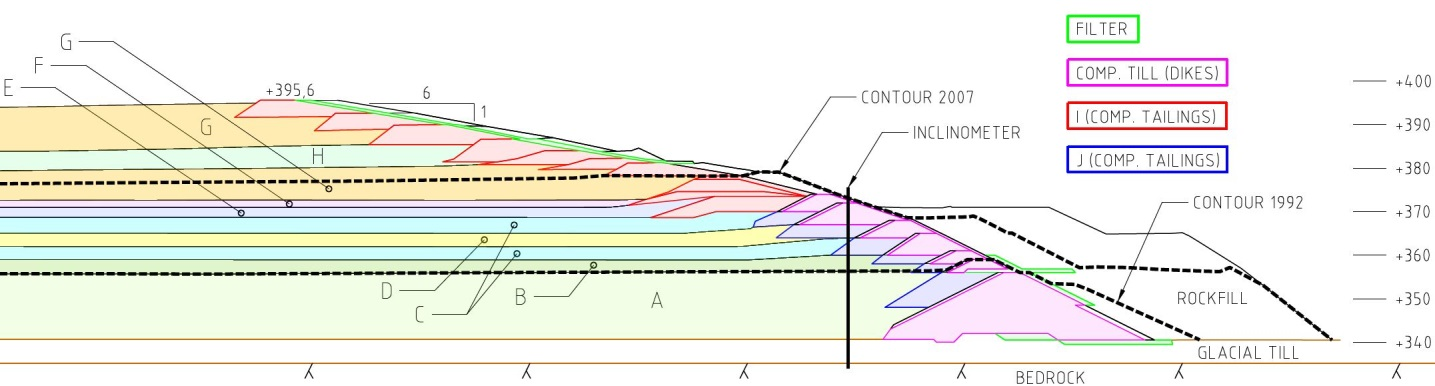 G
F
E
+395,6
6
1
G
H
D
C
B
A
CONTOUR 2007
INCLINOMETER
CONTOUR 1992
FILTER
COMP. TILL (DIKES)
I (COMP. TAILINGS)
J (COMP. TAILINGS)
+400
+390
+380
+370
+360
+350
+340
ROCKFILL
GLACIAL TILL
BEDROCK